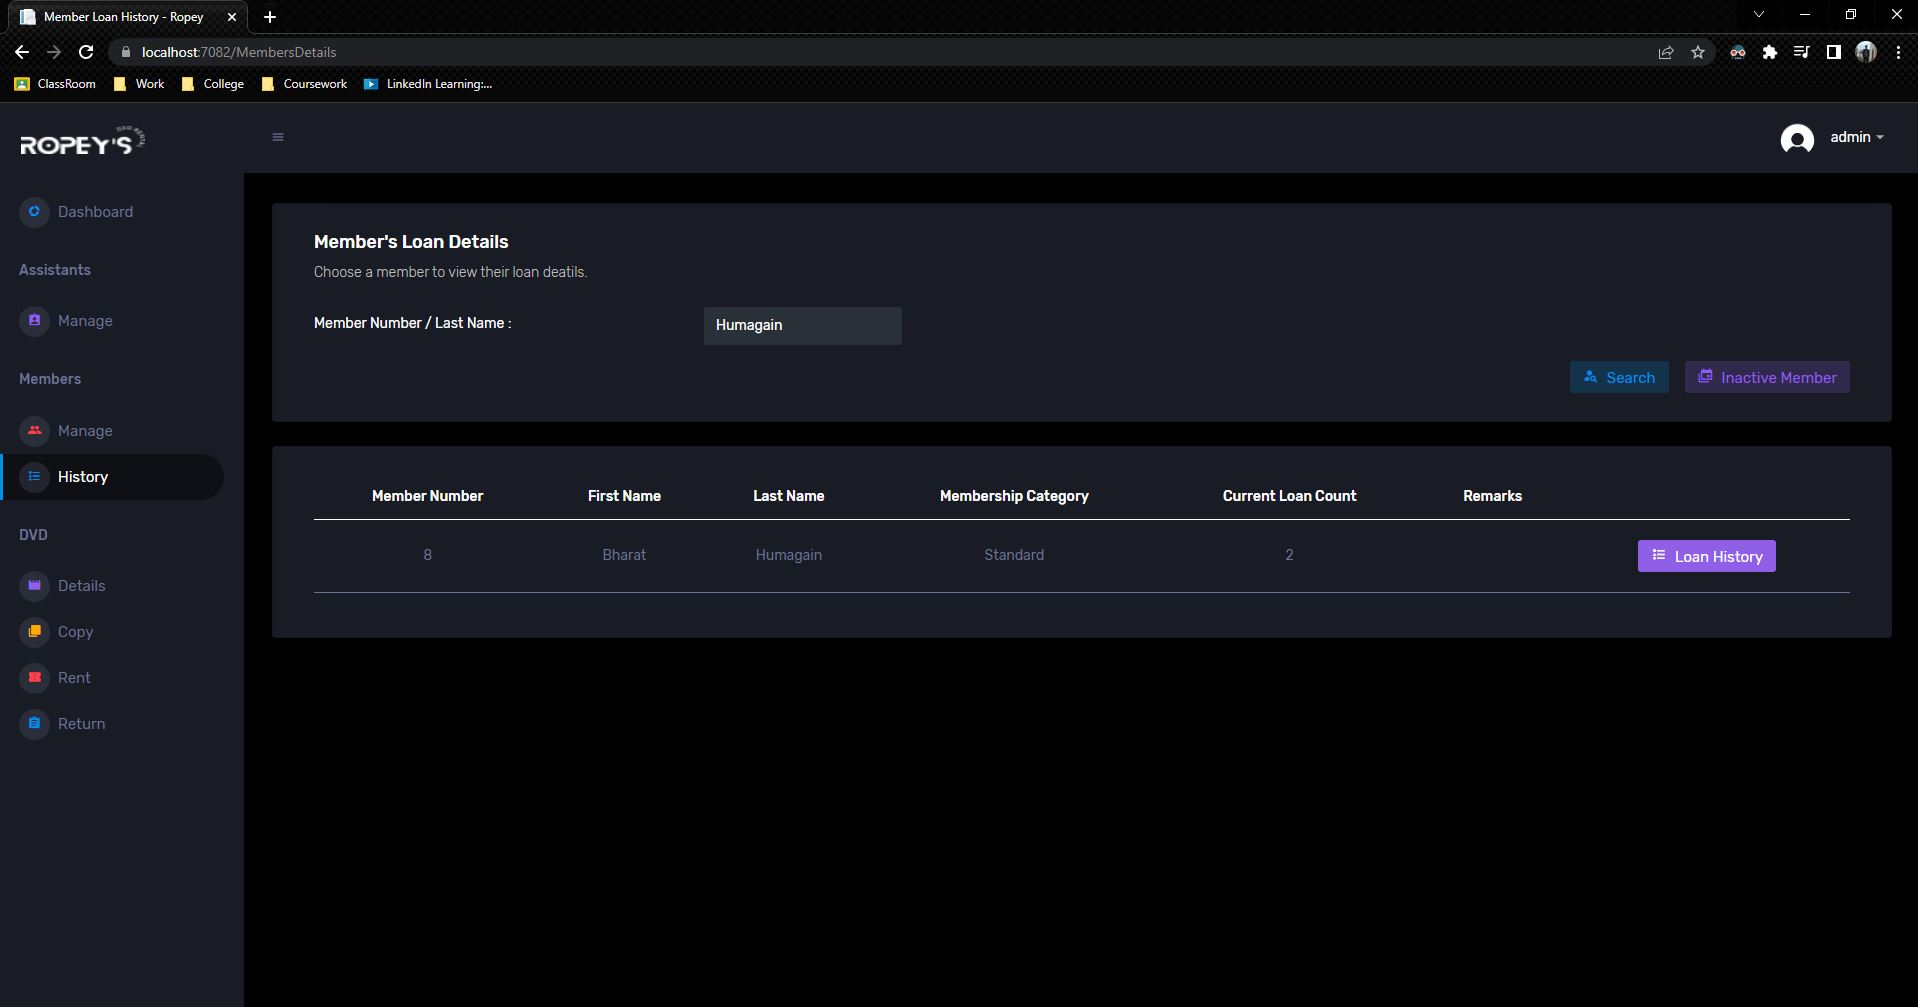 Member Loan History - Ropey
localhost:7082/MembersDetails
ClassRoom Work College Coursework LinkedIn Learning:...
ROPEY'S
admin
Dashboard
Assistants
Manage
Members
Manage
History
DVD
Details
Copy
Rent
Return
Member's Loan Details
Choose a member to view their loan deatils.
Member Number / Last Name : Humagain
Search Inactive Member
Member Number First Name Last Name Membership Category Current Loan Count Remarks
8 Bharat Humagain Standard 2 Loan History